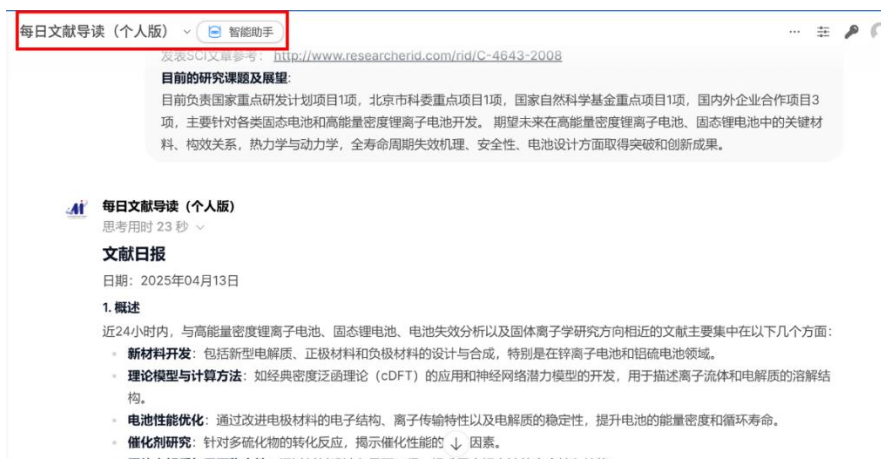 每日文献导读（个人版） 智能助手
发表SCI文章参考： http://www.researcherid.com/rid/C-4643-2008
目前的研究课题及展望:
目前负责国家重点研发计划项目1项，北京市科委重点项目1项，国家自然科学基金重点项目1项，国内外企业合作项目3
项，主要针对各类固态电池和高能量密度锂离子电池开发。 期望未来在高能量密度锂离子电池、固态锂电池中的关键材
料、构效关系，热力学与动力学，全寿命周期失效机理、安全性、电池设计方面取得突破和创新成果。
每日文献导读（个人版）
思考用时 23 秒
文献日报
日期：2025年04月13日
1. 概述
近24小时内，与高能量密度锂离子电池、固态锂电池、电池失效分析以及固体离子学研究方向相近的文献主要集中在以下几个方面：
新材料开发：包括新型电解质、正极材料和负极材料的设计与合成，特别是在锌离子电池和铝硫电池领域。
理论模型与计算方法：如经典密度泛函理论（cDFT）的应用和神经网络潜力模型的开发，用于描述离子流体和电解质的溶解结
构。
电池性能优化：通过改进电极材料的电子结构、离子传输特性以及电解质的稳定性，提升电池的能量密度和循环寿命。
催化剂研究：针对多硫化物的转化反应，揭示催化性能的 因素。